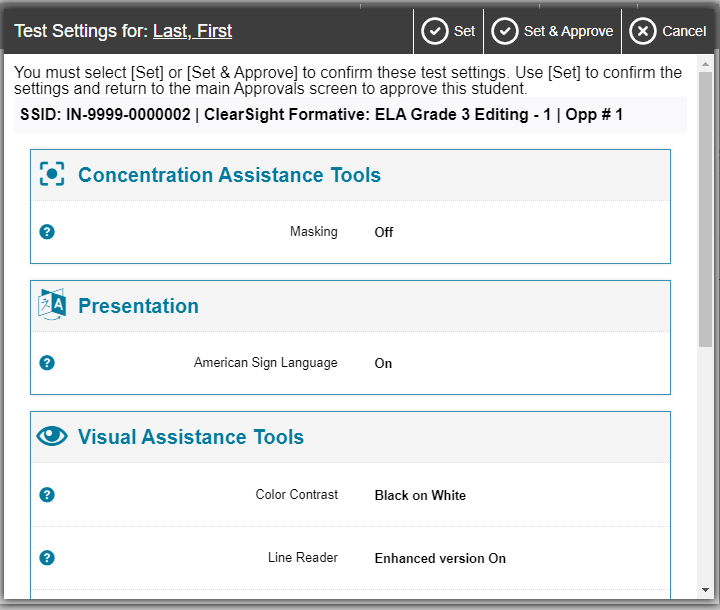 Test Settings for: Last, First
Set
Set & Approve
Cancel
You must select [Set] or [Set & Approve] to confirm these test settings. Use [Set] to confirm the
settings and return to the main Approvals screen to approve this student.
SSID: IN-9999-0000002 | ClearSight Formative: ELA Grade 3 Editing - 1 | Opp # 1
Concentration Assistance Tools
? Masking Off
Presentation
? American Sign Language On
Visual Assistance Tools
? Color Contrast Black on White
? Line Reader Enhanced version On